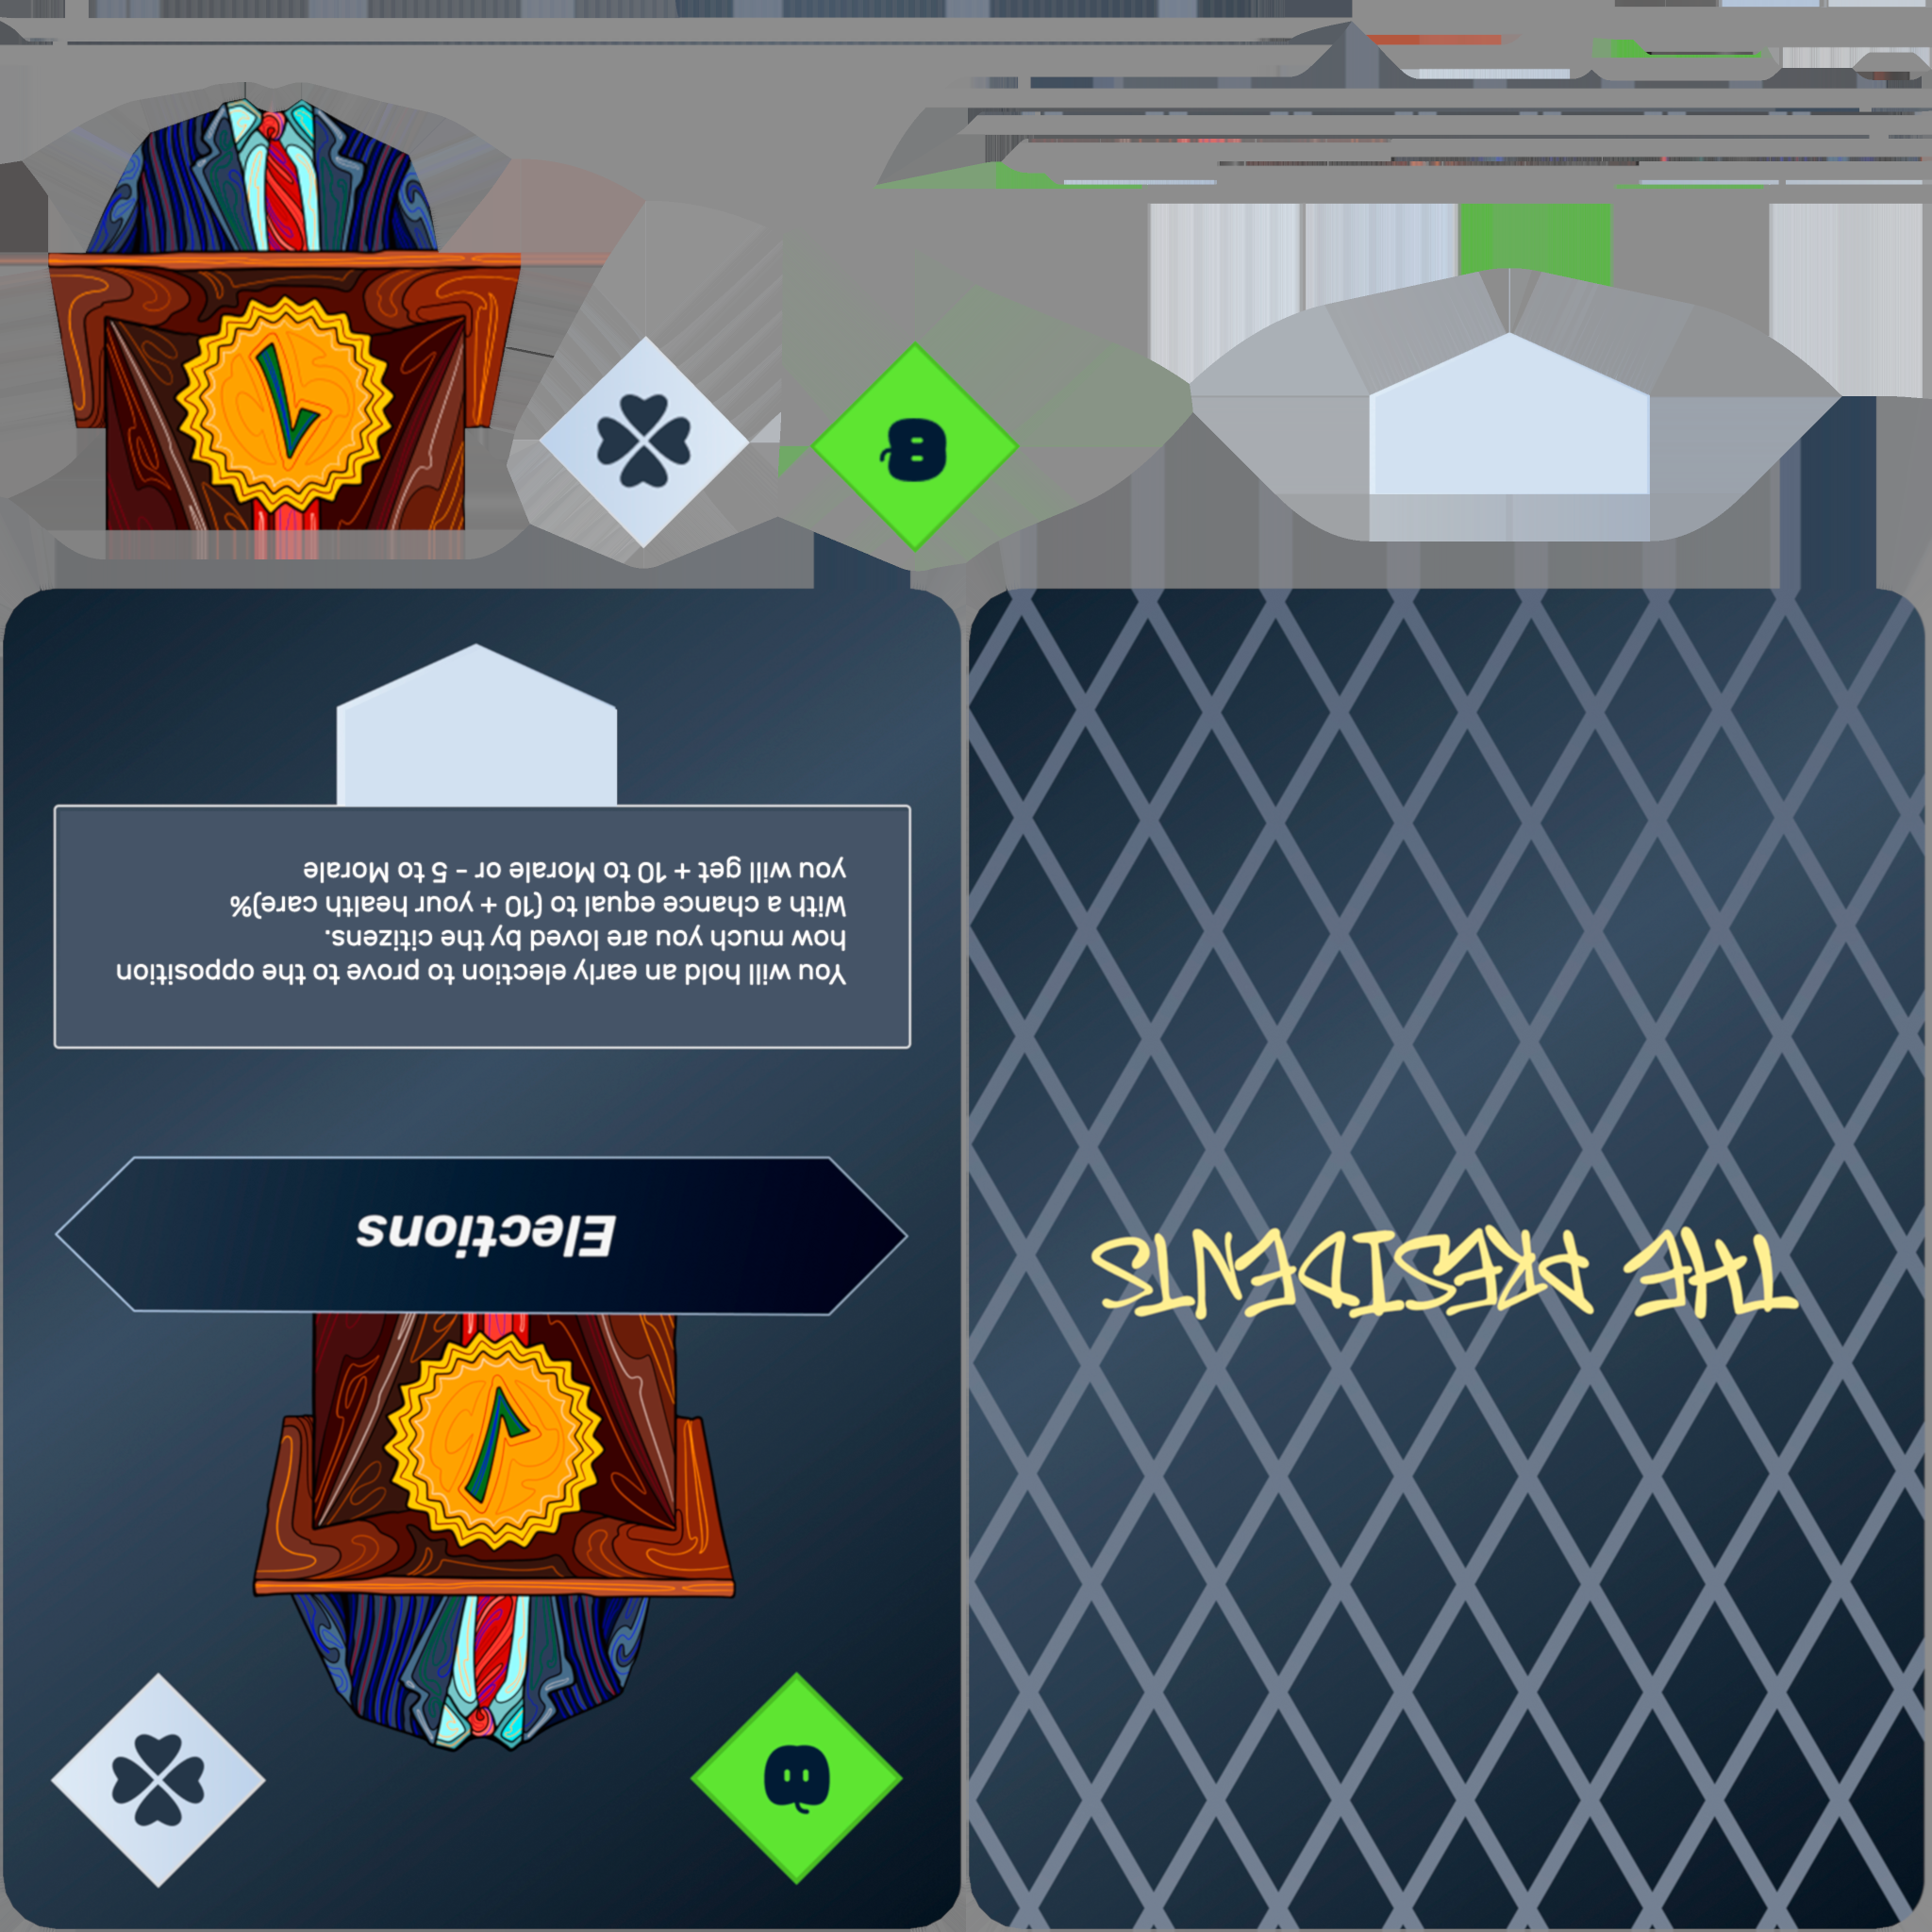 Elections
You will hold an early election to prove to the opposition
how much you are loved by the citizens.
With a chance equal to (10 + your health care)%
you will get + 10 to Morale or - 5 to Morale
THE PRESIDENTS